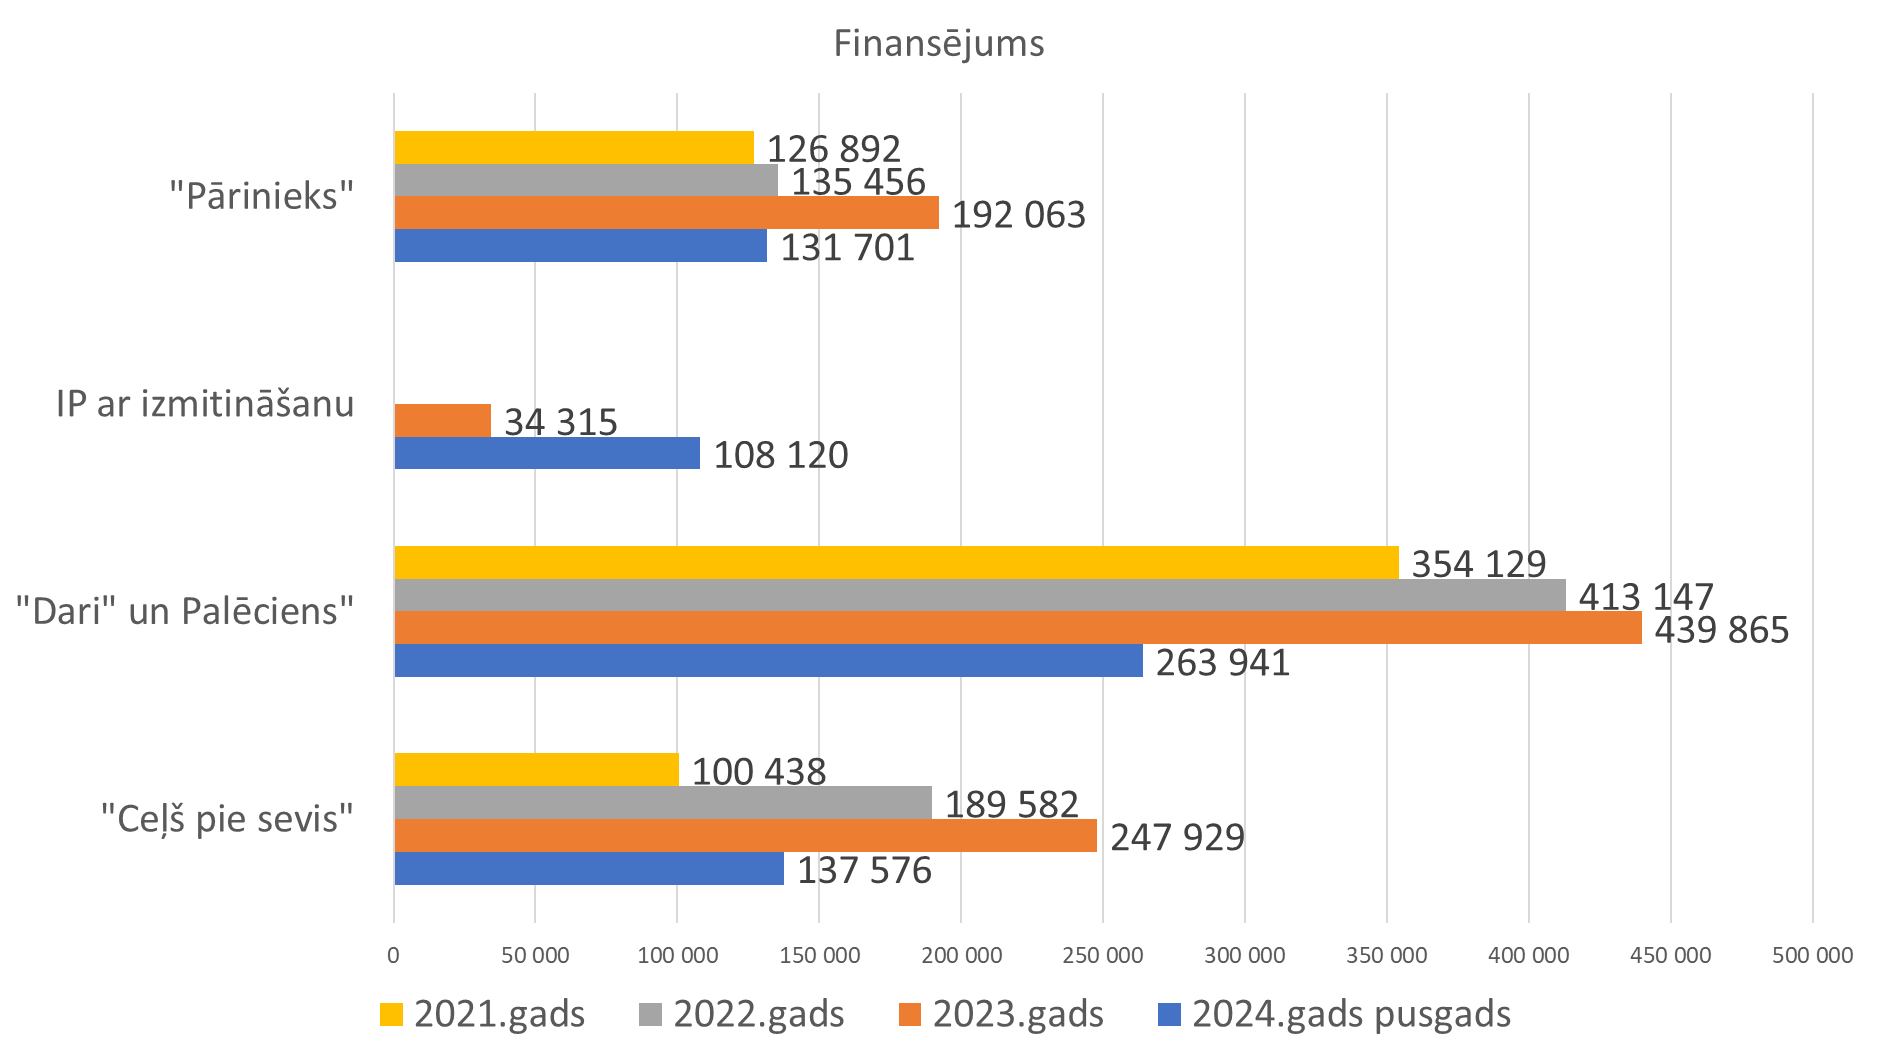 Finansējums
"Pārinieks"
126 892
135 456
192 063
131 701
IP ar izmitināšanu
34 315
108 120
"Dari" un Palēciens"
354 129
413 147
439 865
263 941
"Ceļš pie sevis"
100 438
189 582
247 929
137 576
0 50 000 100 000 150 000 200 000 250 000 300 000 350 000 400 000 450 000 500 000
2021.gads 2022.gads 2023.gads 2024.gads pusgads